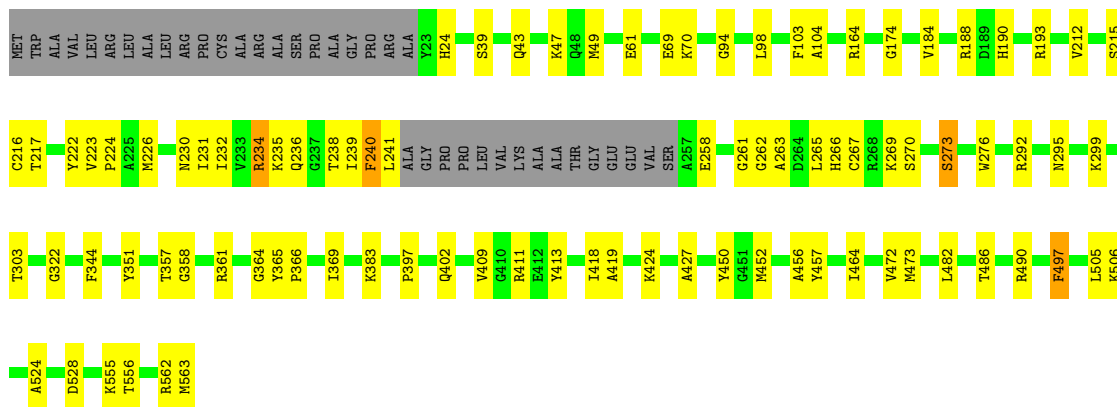 MET TRP ALA VAL LEU ARG LEU ALA LEU ARG PRO CYS ALA ARG ALA SER PRO ALA GLY PRO ARG ALA Y23 H24 S39 Q43 K47 Q48 M49 E61 E69 K70 G94 L98 F103 A104 R164 G174 V184 R188 D189 H190 R193 V212 S215
C216 T217 Y222 V223 P224 A225 M226 N230 I231 I232 V233 R234 K235 Q236 G237 T238 I239 F240 L241 ALA GLY PRO PRO LEU VAL LYS ALA ALA THR GLY GLU GLU VAL SER A257 E258 G261 G262 A263 D264 L265 H266 C267 R268 K269 S270 S273 W276 R292 N295 K299
T303 G322 F344 Y351 T357 G358 R361 G364 Y365 P366 I369 K383 P397 Q402 V409 G410 R411 E412 Y413 I418 A419 K424 A427 Y450 G451 M452 A456 Y457 I464 V472 M473 L482 T486 R490 F497 L505 K506
A524 D528 K555 T556 R562 M563